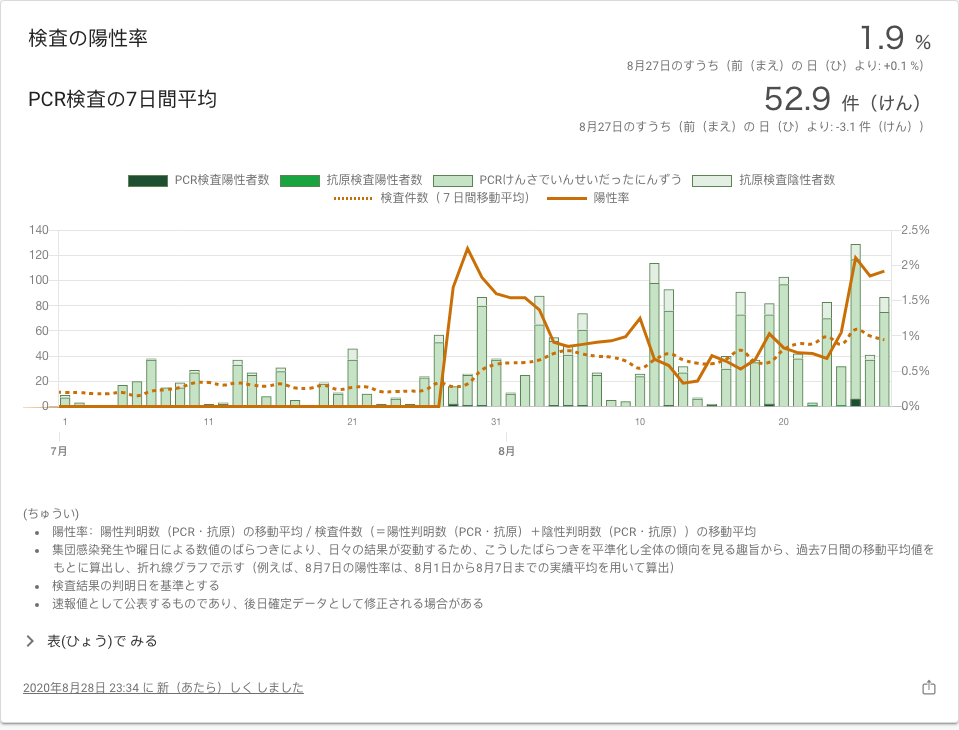 検査の陽性率
1.9 %
8月27日のすうち（前（まえ）の 日（ひ）より: +0.1 %）
PCR検査の7日間平均
52.9 件（けん）
8月27日のすうち（前（まえ）の 日（ひ）より: -3.1 件（けん））
PCR検査陽性者数 抗原検査陽性者数 PCRけんさでいんせいだったにんずう 抗原検査陰性者数
検査件数（７日間移動平均） 陽性率
140 2.5%
120 2%
100
80 1.5%
60 1%
40
20 0.5%
0 0%
1 11 21 31 10 20
7月 8月
(ちゅうい)
陽性率：陽性判明数（PCR・抗原）の移動平均 / 検査件数（＝陽性判明数（PCR・抗原）＋陰性判明数（PCR・抗原））の移動平均
集団感染発生や曜日による数値のばらつきにより、日々の結果が変動するため、こうしたばらつきを平準化し全体の傾向を見る趣旨から、過去7日間の移動平均値を
もとに算出し、折れ線グラフで示す（例えば、8月7日の陽性率は、8月1日から8月7日までの実績平均を用いて算出）
検査結果の判明日を基準とする
速報値として公表するものであり、後日確定データとして修正される場合がある
表(ひょう)で みる
2020年8月28日 23:34 に 新（あたら）しく しました